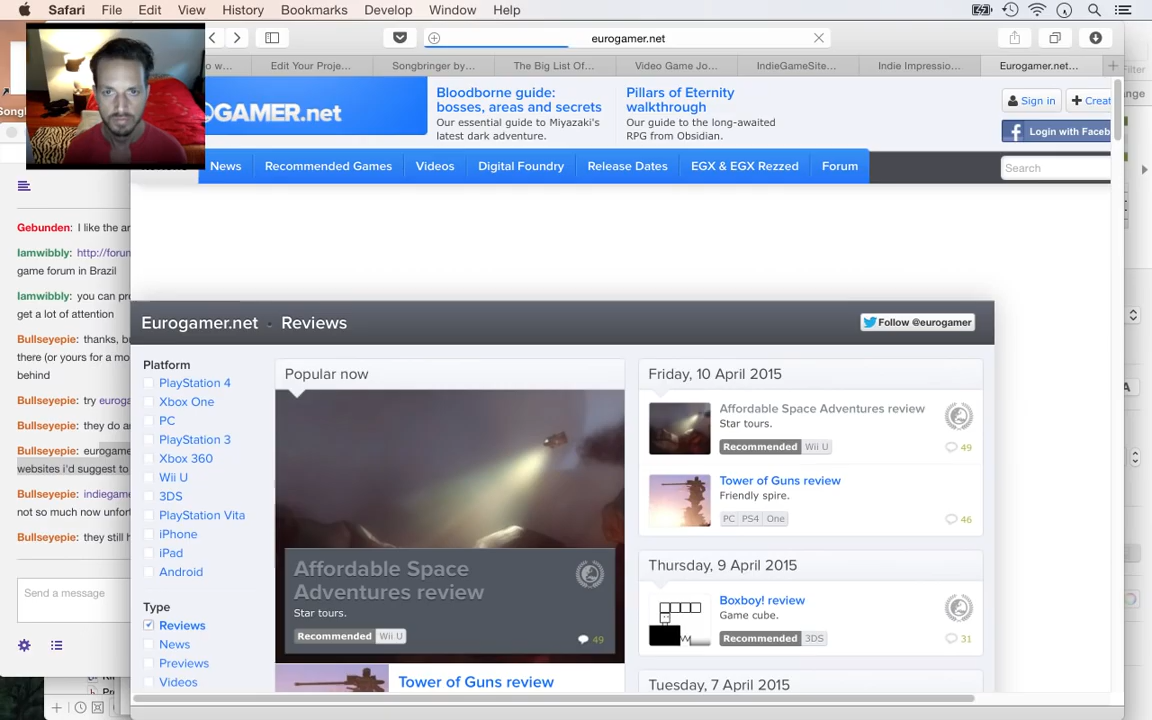 Safari File Edit View History Bookmarks Develop Window Help
eurogamer.net
Edit Your Proje... Songbringer by... The Big List Of... Video Game Jo... IndieGameSite... Indie Impressio... Eurogamer.net...
GAMER.net
Bloodborne guide: bosses, areas and secrets
Our essential guide to Miyazaki's latest dark adventure.
Pillars of Eternity walkthrough
Our guide to the long-awaited RPG from Obsidian.
Sign in
Login with Faceb
News Recommended Games Videos Digital Foundry Release Dates EGX & EGX Rezzed Forum
Search
Gebunden: I like the
Iamwibbly: http://forun
game forum in Brazil
Iamwibbly: you can
get a lot of attention
Bullseyepie: thanks,
there (or yours for a
behind
Bullseyepie: try euroga
Bullseyepie: they do
Bullseyepie: eurogame
websites i'd suggest to
Bullseyepie: indiegame
not so much now unfor
Bullseyepie: they still
Send a message
Eurogamer.net - Reviews
Follow @eurogamer
Platform
PlayStation 4
Xbox One
PC
PlayStation 3
Xbox 360
Wii U
3DS
PlayStation Vita
iPhone
iPad
Android
Type
Reviews
News
Previews
Videos
Popular now
Affordable Space
Adventures review
Star tours.
Recommended Wii U
49
Tower of Guns review
Friday, 10 April 2015
Affordable Space Adventures review
Star tours.
Recommended Wii U
49
Tower of Guns review
Friendly spire.
PC PS4 One
46
Thursday, 9 April 2015
Boxboy! review
Game cube.
Recommended 3DS
31
Tuesday, 7 April 2015